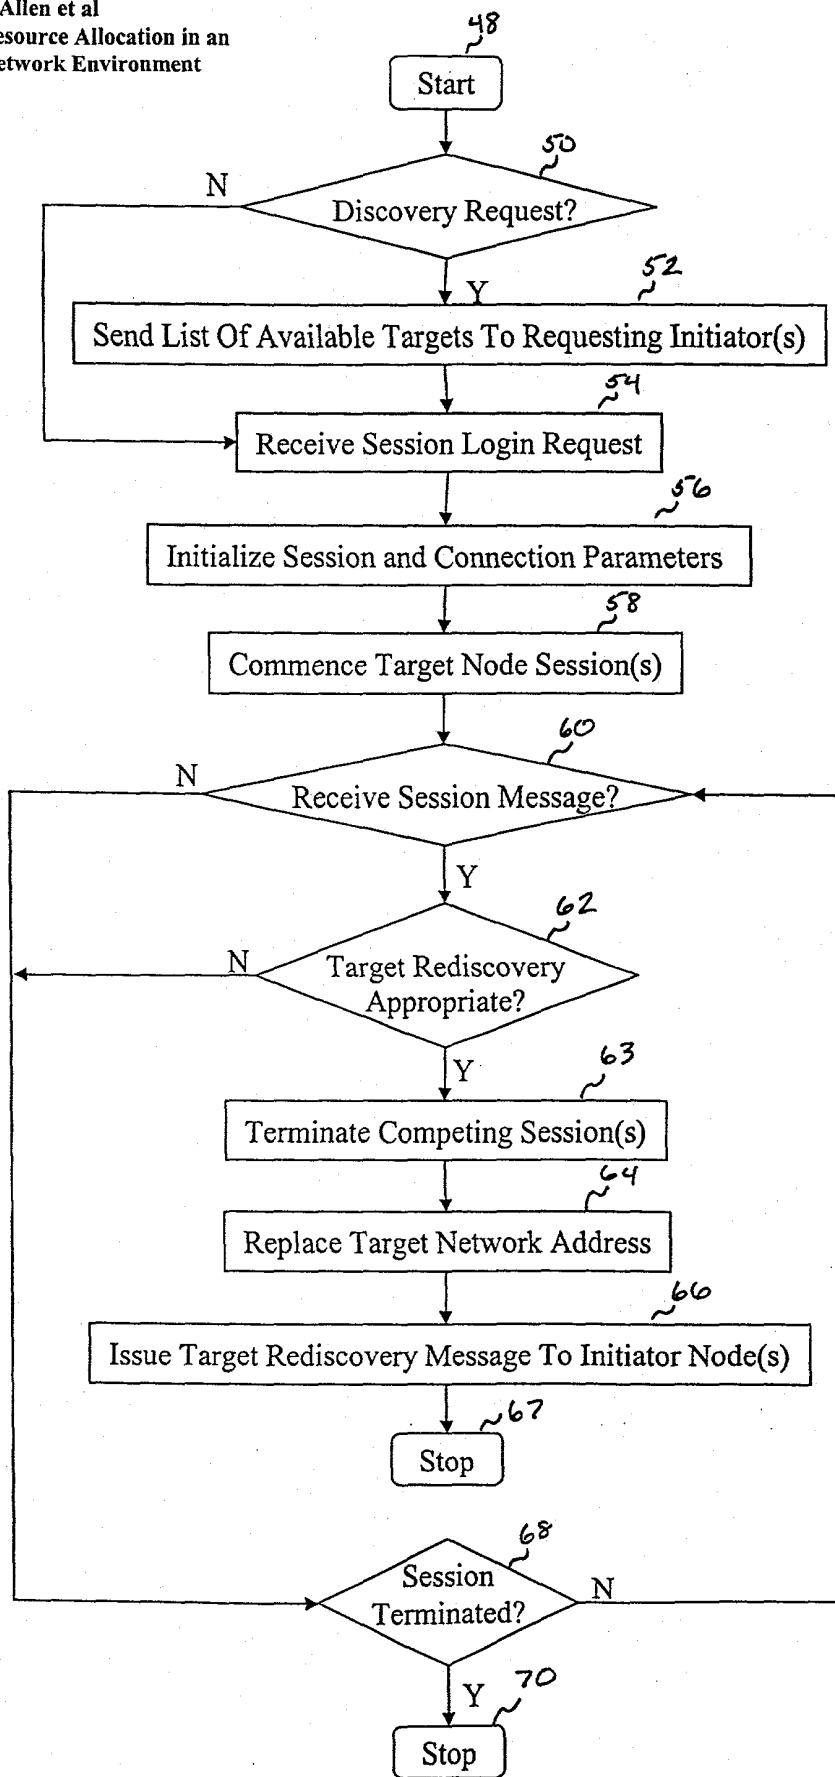 Allen et al
esource Allocation in an
etwork Environment
48
Start
50
N
Discovery Request?
Y
52
Send List Of Available Targets To Requesting Initiator(s)
54
Receive Session Login Request
56
Initialize Session and Connection Parameters
58
Commence Target Node Session(s)
60
N
Receive Session Message?
Y
62
N
Target Rediscovery
Appropriate?
Y
63
Terminate Competing Session(s)
64
Replace Target Network Address
66
Issue Target Rediscovery Message To Initiator Node(s)
67
Stop
68
Session
Terminated?
N
Y
70
Stop